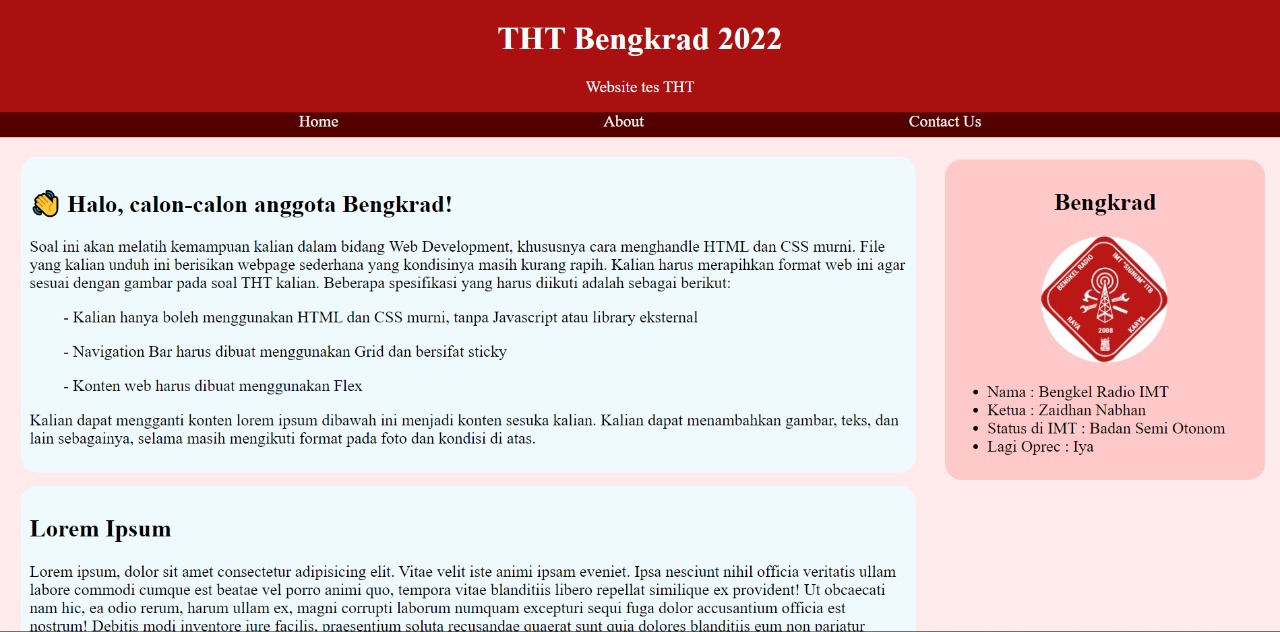 THT Bengkrad 2022
Website tes THT
Home About Contact Us
👋 Halo, calon-calon anggota Bengkrad!
Soal ini akan melatih kemampuan kalian dalam bidang Web Development, khususnya cara menghandle HTML dan CSS murni. File
yang kalian unduh ini berisikan webpage sederhana yang kondisinya masih kurang rapih. Kalian harus merapihkan format web ini agar
sesuai dengan gambar pada soal THT kalian. Beberapa spesifikasi yang harus diikuti adalah sebagai berikut:
- Kalian hanya boleh menggunakan HTML dan CSS murni, tanpa Javascript atau library eksternal
- Navigation Bar harus dibuat menggunakan Grid dan bersifat sticky
- Konten web harus dibuat menggunakan Flex
Kalian dapat mengganti konten lorem ipsum dibawah ini menjadi konten sesuka kalian. Kalian dapat menambahkan gambar, teks, dan
lain sebagainya, selama masih mengikuti format pada foto dan kondisi di atas.
Lorem Ipsum
Lorem ipsum, dolor sit amet consectetur adipisicing elit. Vitae velit iste animi ipsam eveniet. Ipsa nesciunt nihil officia veritatis ullam
labore commodi cumque est beatae vel porro animi quo, tempora vitae blanditiis libero repellat similique ex provident! Ut obcaecati
nam hic, ea odio rerum, harum ullam ex, magni corrupti laborum numquam excepturi sequi fuga dolor accusantium officia est
nostrum! Debitis modi inventore iure facilis, praesentium soluta recusandae quaerat sunt quia dolores blanditiis eum non pariatur
Bengkrad
BENGKEL RADIO
IMT "SIGNUM" ITB
RAYA
KARYA
2008
• Nama : Bengkel Radio IMT
• Ketua : Zaidhan Nabhan
• Status di IMT : Badan Semi Otonom
• Lagi Oprec : Iya